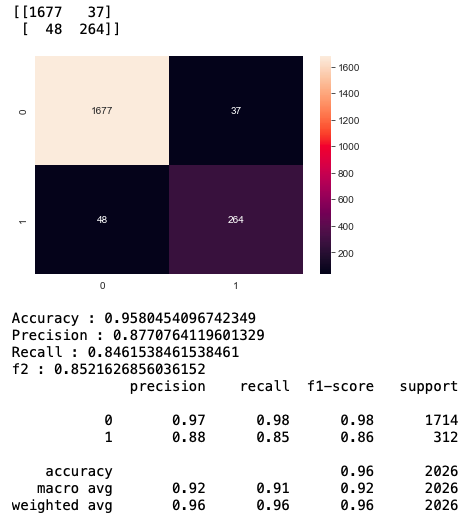 [[1677 37]
[ 48 264]]
1600
0 1677 37 1400
1200
1000
800
600
1 48 264 400
200
0 1
Accuracy : 0.9580454096742349
Precision : 0.8770764119601329
Recall : 0.8461538461538461
f2 : 0.8521626856036152
precision recall f1-score support
0 0.97 0.98 0.98 1714
1 0.88 0.85 0.86 312
accuracy 0.96 2026
macro avg 0.92 0.91 0.92 2026
weighted avg 0.96 0.96 0.96 2026